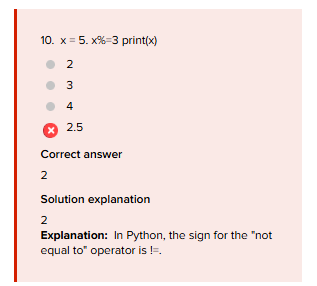 10. x = 5. x%=3 print(x)
2
3
4
2.5
Correct answer
2
Solution explanation
2
Explanation: In Python, the sign for the "not
equal to" operator is !=.